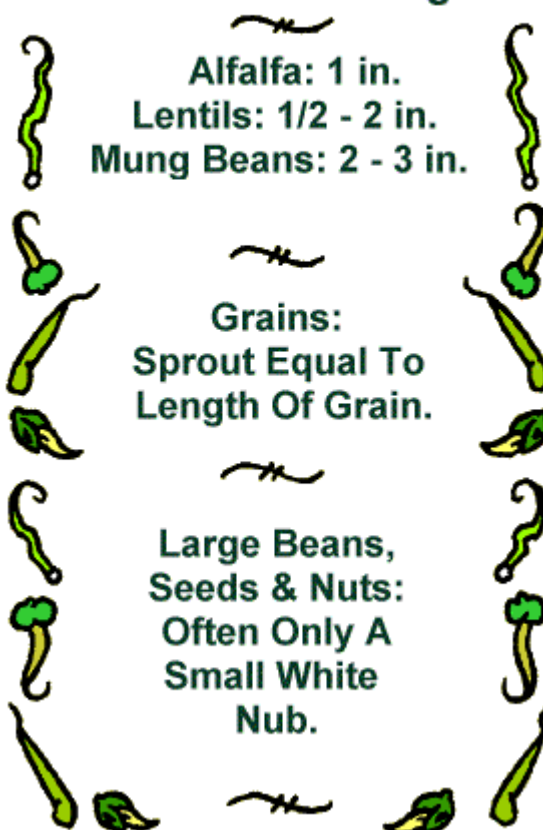 Alfalfa: 1 in.
Lentils: 1/2 - 2 in.
Mung Beans: 2 - 3 in.
Grains:
Sprout Equal To
Length Of Grain.
Large Beans,
Seeds & Nuts:
Often Only A
Small White
Nub.